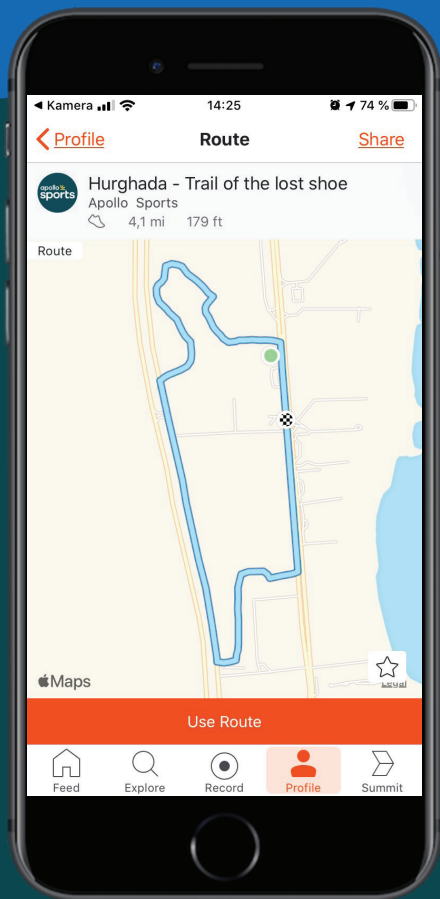 ◀ Kamera 14:25 74 %
Profile Route Share
apollo sports
Hurghada - Trail of the lost shoe
Apollo Sports
4,1 mi 179 ft
Route
Maps
Legal
Use Route
Feed Explore Record Profile Summit